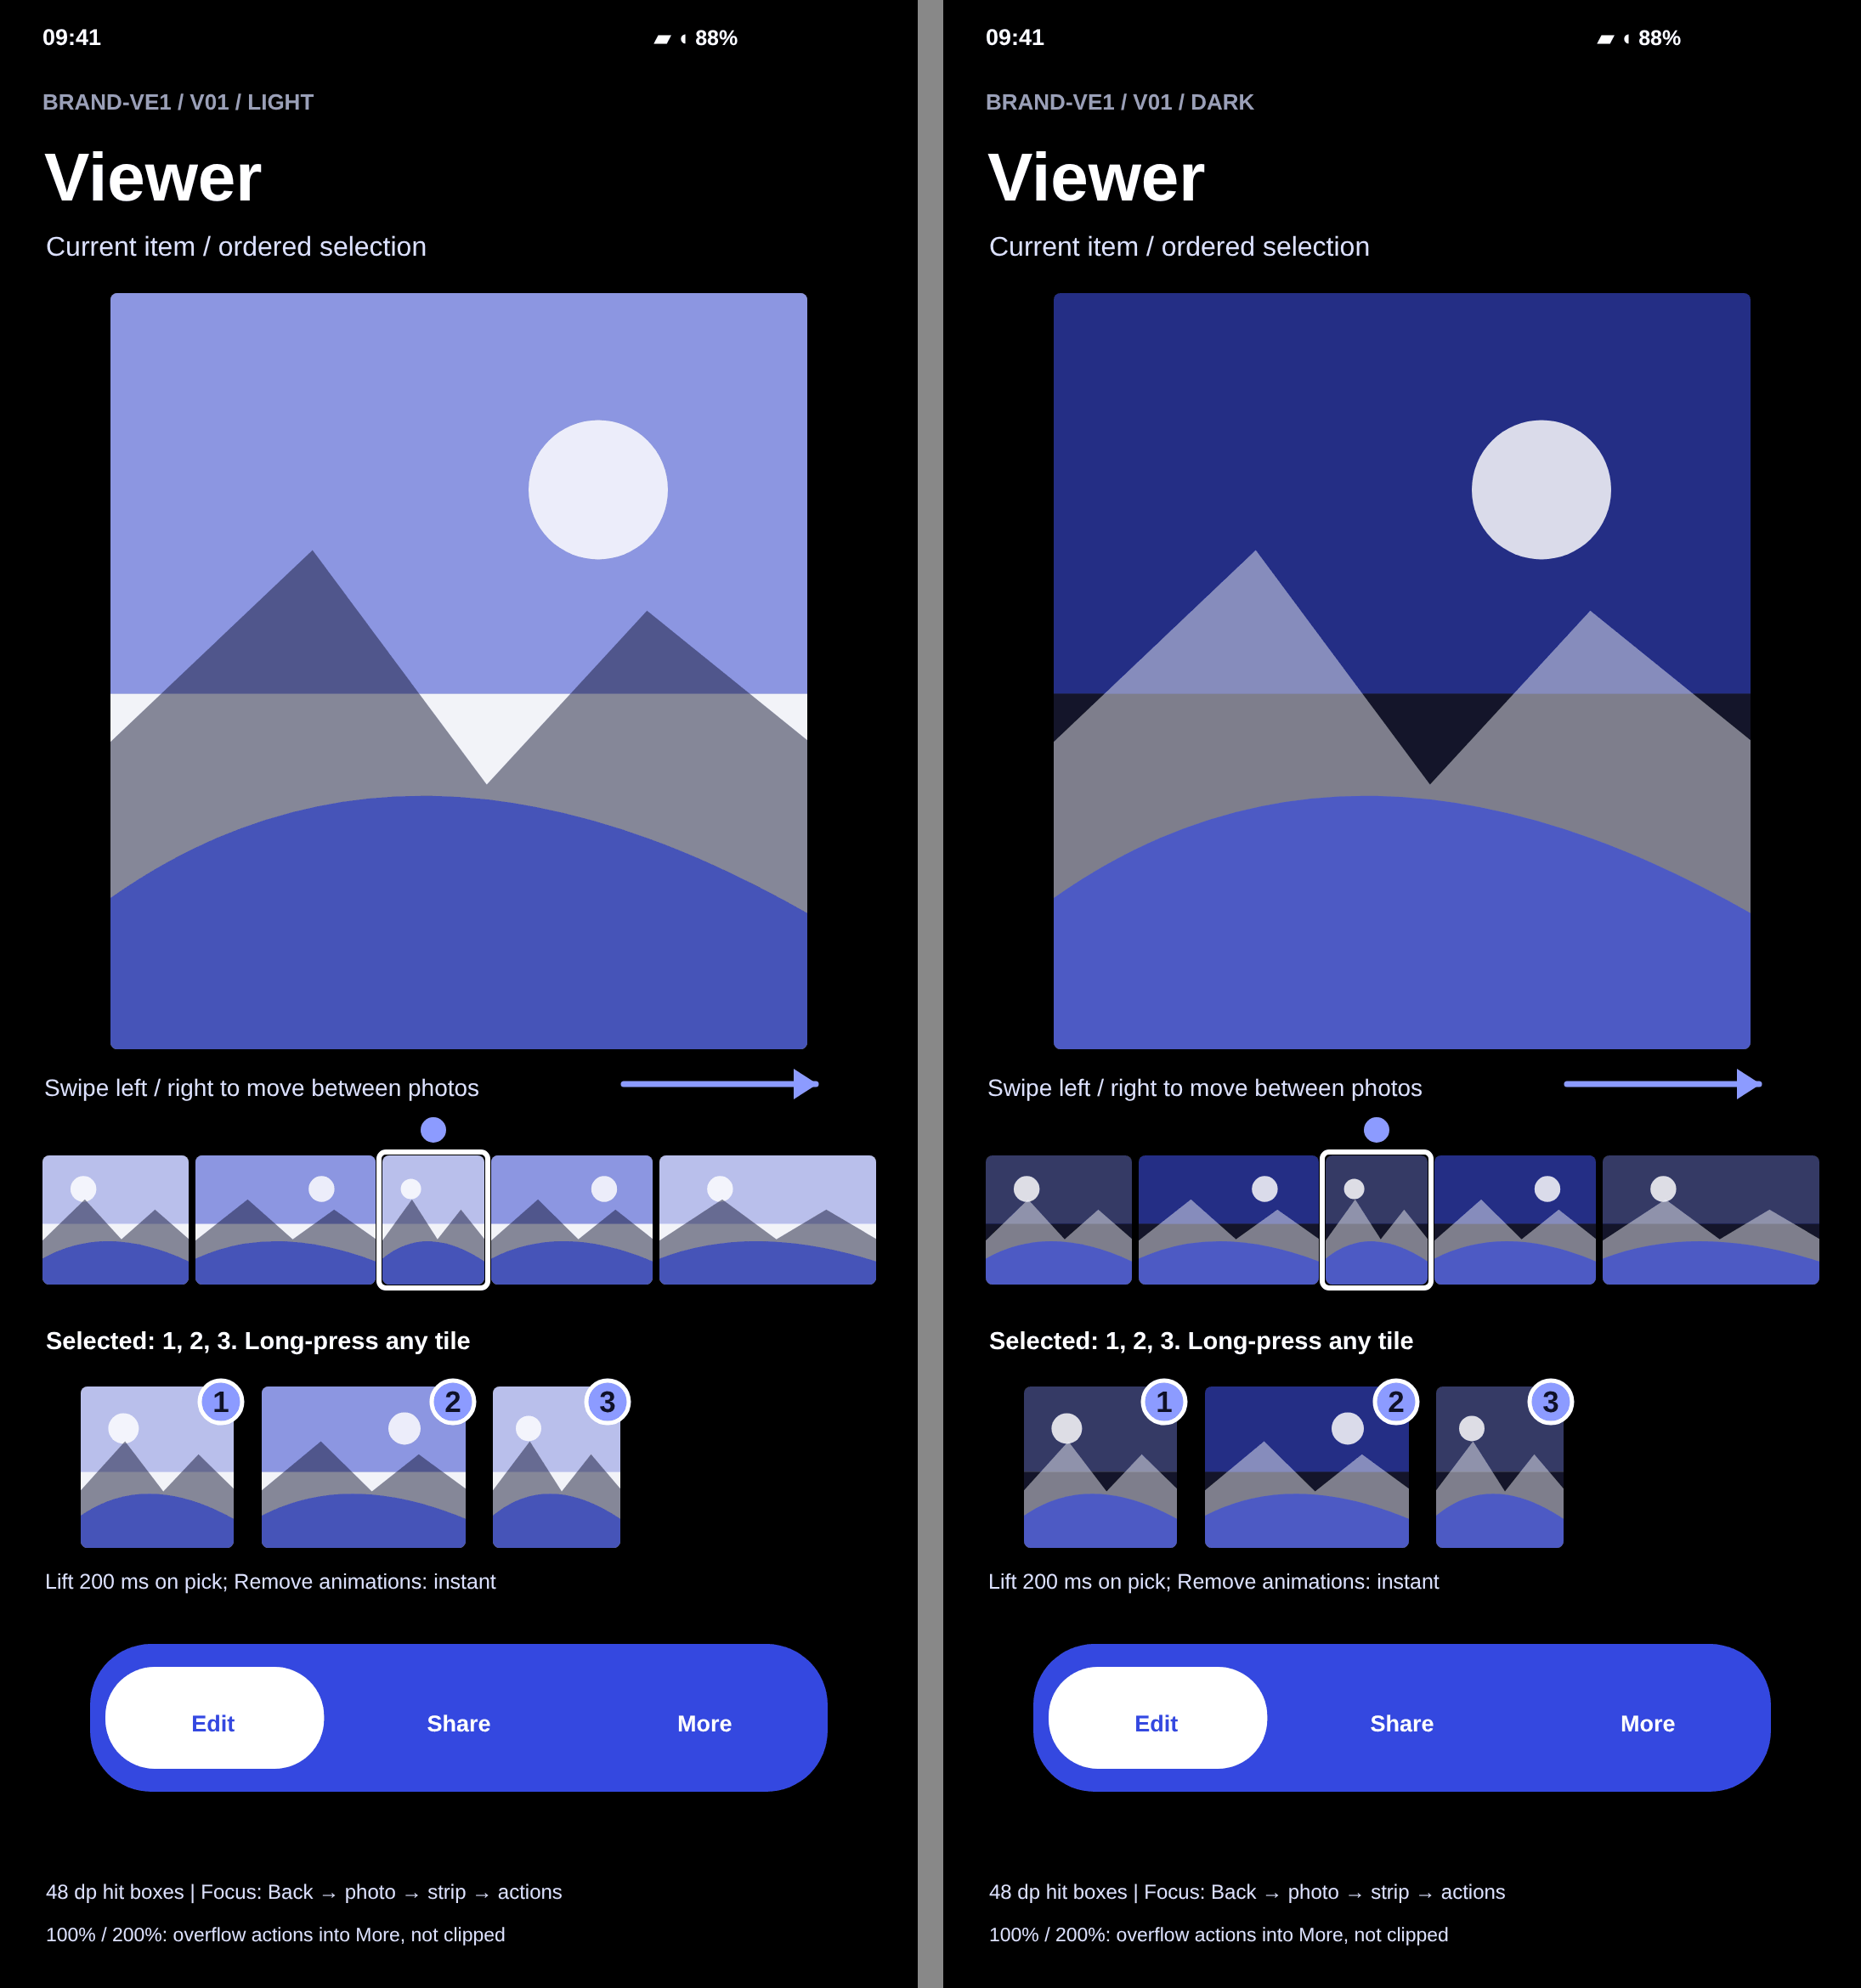 09:41 88%
BRAND-VE1 / V01 / LIGHT
Viewer
Current item / ordered selection
Swipe left / right to move between photos
Selected: 1, 2, 3. Long-press any tile
1 2 3
Lift 200 ms on pick; Remove animations: instant
Edit Share More
48 dp hit boxes | Focus: Back → photo → strip → actions
100% / 200%: overflow actions into More, not clipped
09:41 88%
BRAND-VE1 / V01 / DARK
Viewer
Current item / ordered selection
Swipe left / right to move between photos
Selected: 1, 2, 3. Long-press any tile
1 2 3
Lift 200 ms on pick; Remove animations: instant
Edit Share More
48 dp hit boxes | Focus: Back → photo → strip → actions
100% / 200%: overflow actions into More, not clipped